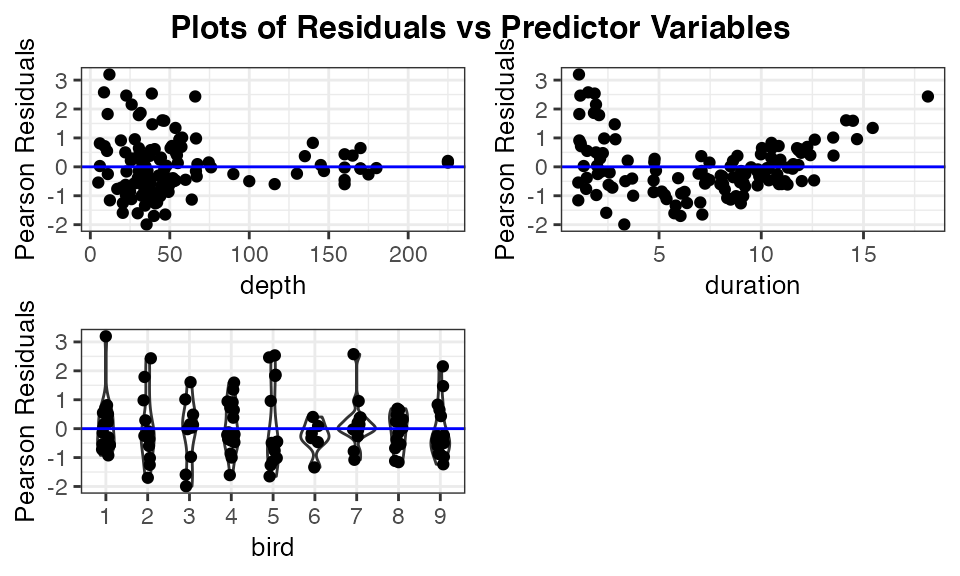 Plots of Residuals vs Predictor Variables
Pearson Residuals
3
2
1
0
-1
-2
0 50 100 150 200
depth
Pearson Residuals
3
2
1
0
-1
-2
5 10 15
duration
Pearson Residuals
3
2
1
0
-1
-2
1 2 3 4 5 6 7 8 9
bird